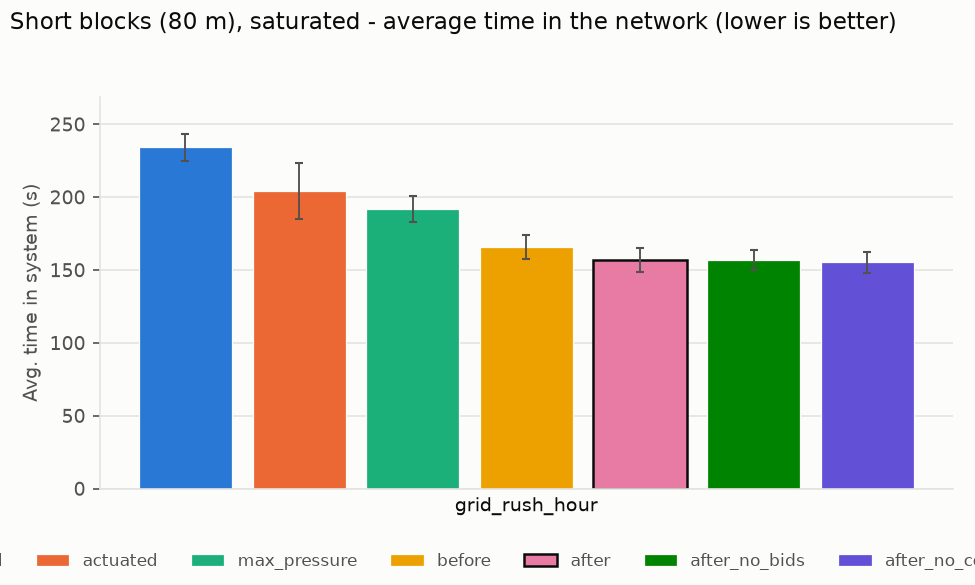 Short blocks (80 m), saturated - average time in the network (lower is better)
Avg. time in system (s)
250
200
150
100
50
0
grid_rush_hour
actuated max_pressure before after after_no_bids